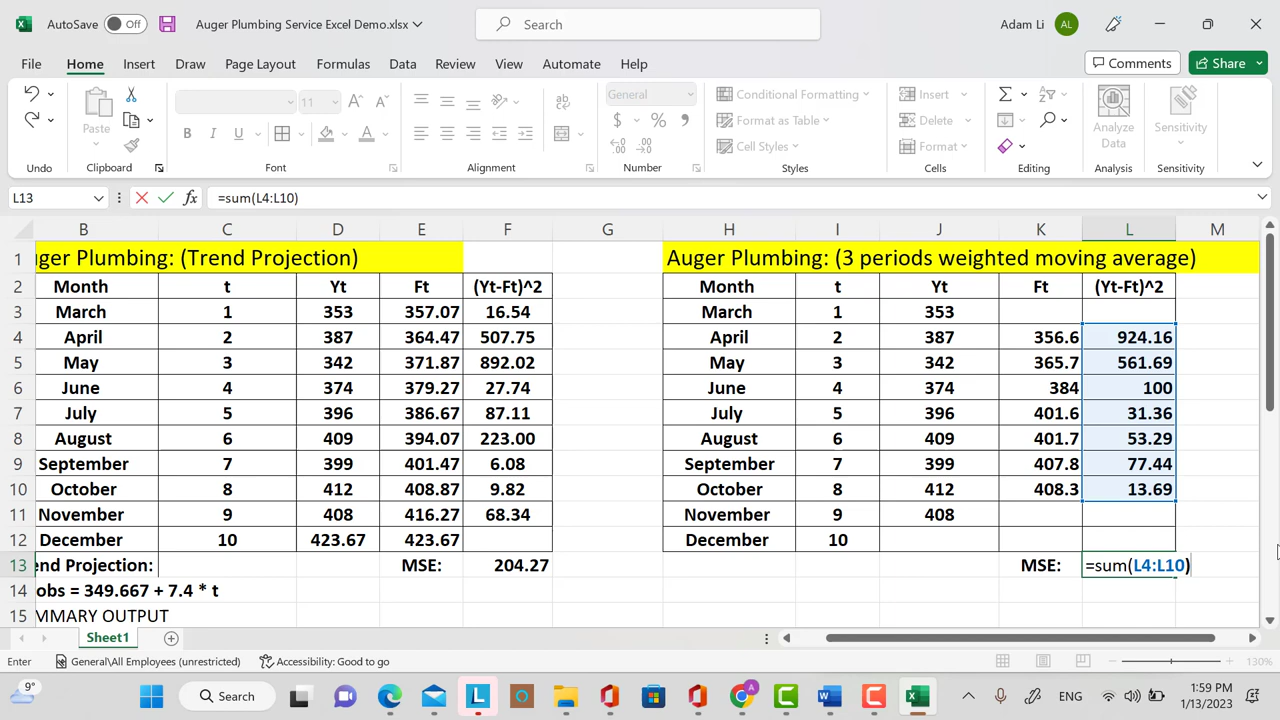 AutoSave Off Auger Plumbing Service Excel Demo.xlsx Search Adam Li AL
File Home Insert Draw Page Layout Formulas Data Review View Automate Help Comments Share
11 General Conditional Formatting Insert
Paste B I U A $ % Format as Table Delete Analyze Data Sensitivity
Cell Styles Format
Undo Clipboard Font Alignment Number Styles Cells Editing Analysis Sensitivity
L13 fx =sum(L4:L10)
B C D E F G H I J K L M
1 ger Plumbing: (Trend Projection) Auger Plumbing: (3 periods weighted moving average)
2 Month t Yt Ft (Yt-Ft)^2 Month t Yt Ft (Yt-Ft)^2
3 March 1 353 357.07 16.54 March 1 353
4 April 2 387 364.47 507.75 April 2 387 356.6 924.16
5 May 3 342 371.87 892.02 May 3 342 365.7 561.69
6 June 4 374 379.27 27.74 June 4 374 384 100
7 July 5 396 386.67 87.11 July 5 396 401.6 31.36
8 August 6 409 394.07 223.00 August 6 409 401.7 53.29
9 September 7 399 401.47 6.08 September 7 399 407.8 77.44
10 October 8 412 408.87 9.82 October 8 412 408.3 13.69
11 November 9 408 416.27 68.34 November 9 408
12 December 10 423.67 423.67 December 10
13 end Projection: MSE: 204.27 MSE: =sum(L4:L10)
14 obs = 349.667 + 7.4 * t
15 MMARY OUTPUT
Sheet1
Enter General\All Employees (unrestricted) Accessibility: Good to go 130%
9° Search ENG 1:59 PM
1/13/2023